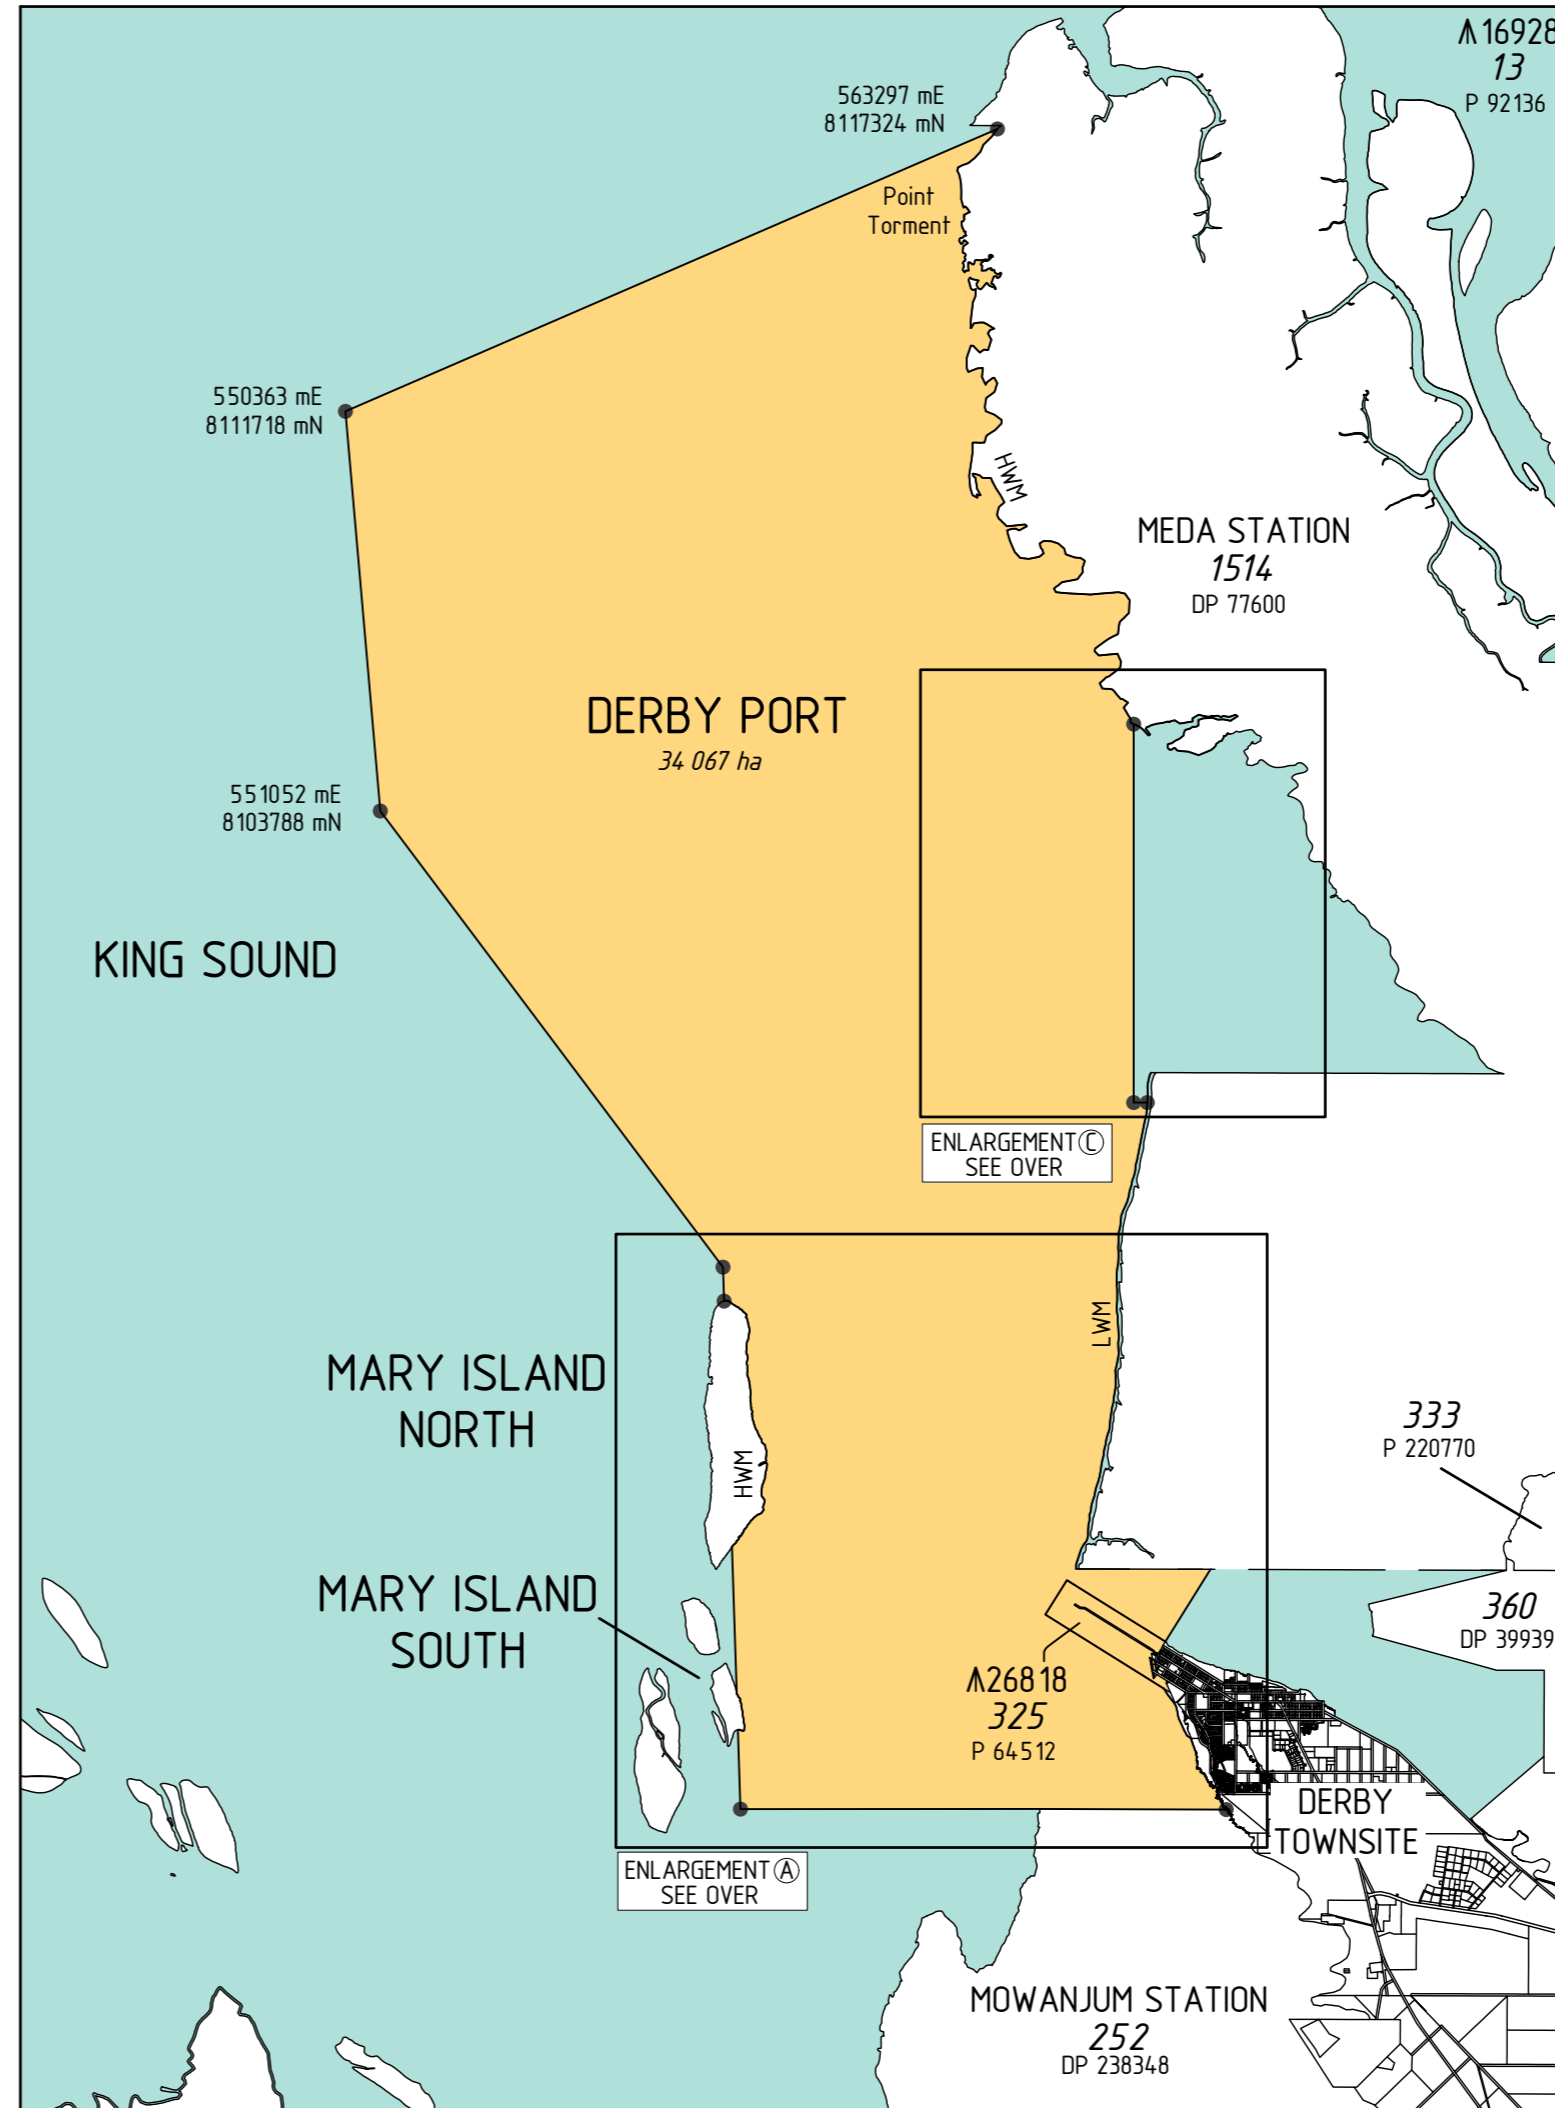 ⩚16928
13
P 92136
563297 mE
8117324 mN
Point
Torment
550363 mE
8111718 mN
HWM
MEDA STATION
1514
DP 77600
DERBY PORT
34 067 ha
551052 mE
8103788 mN
KING SOUND
ENLARGEMENT Ⓒ
SEE OVER
LWM
MARY ISLAND
NORTH
333
P 220770
HWM
MARY ISLAND
SOUTH
360
DP 39939
⩚26818
325
P 64512
DERBY
TOWNSITE
ENLARGEMENT Ⓐ
SEE OVER
MOWANJUM STATION
252
DP 238348